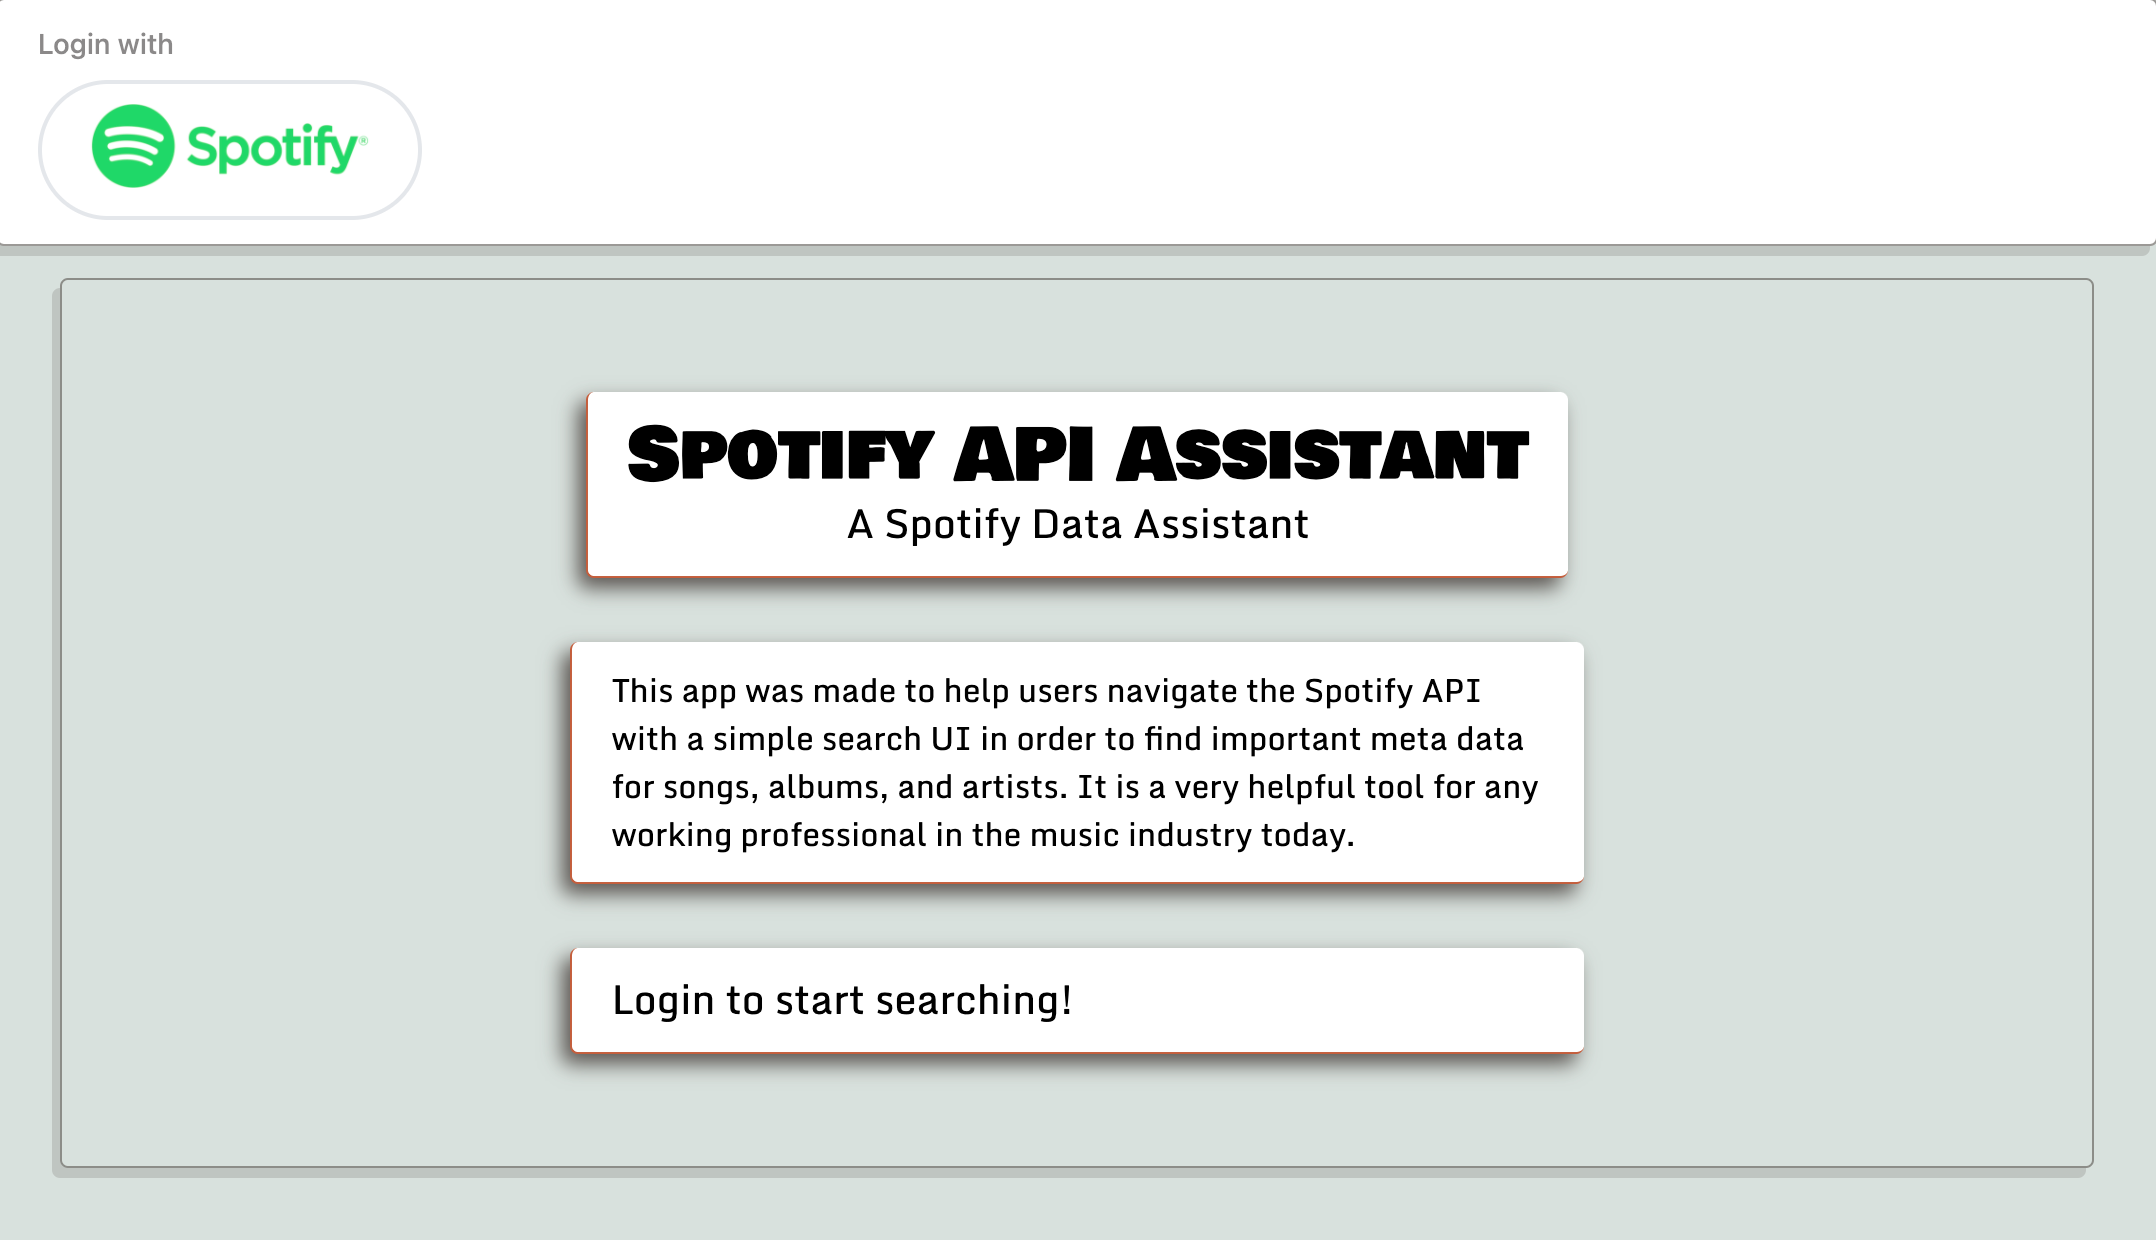 Login with
Spotify
Spotify API Assistant
A Spotify Data Assistant
This app was made to help users navigate the Spotify API
with a simple search UI in order to find important meta data
for songs, albums, and artists. It is a very helpful tool for any
working professional in the music industry today.
Login to start searching!